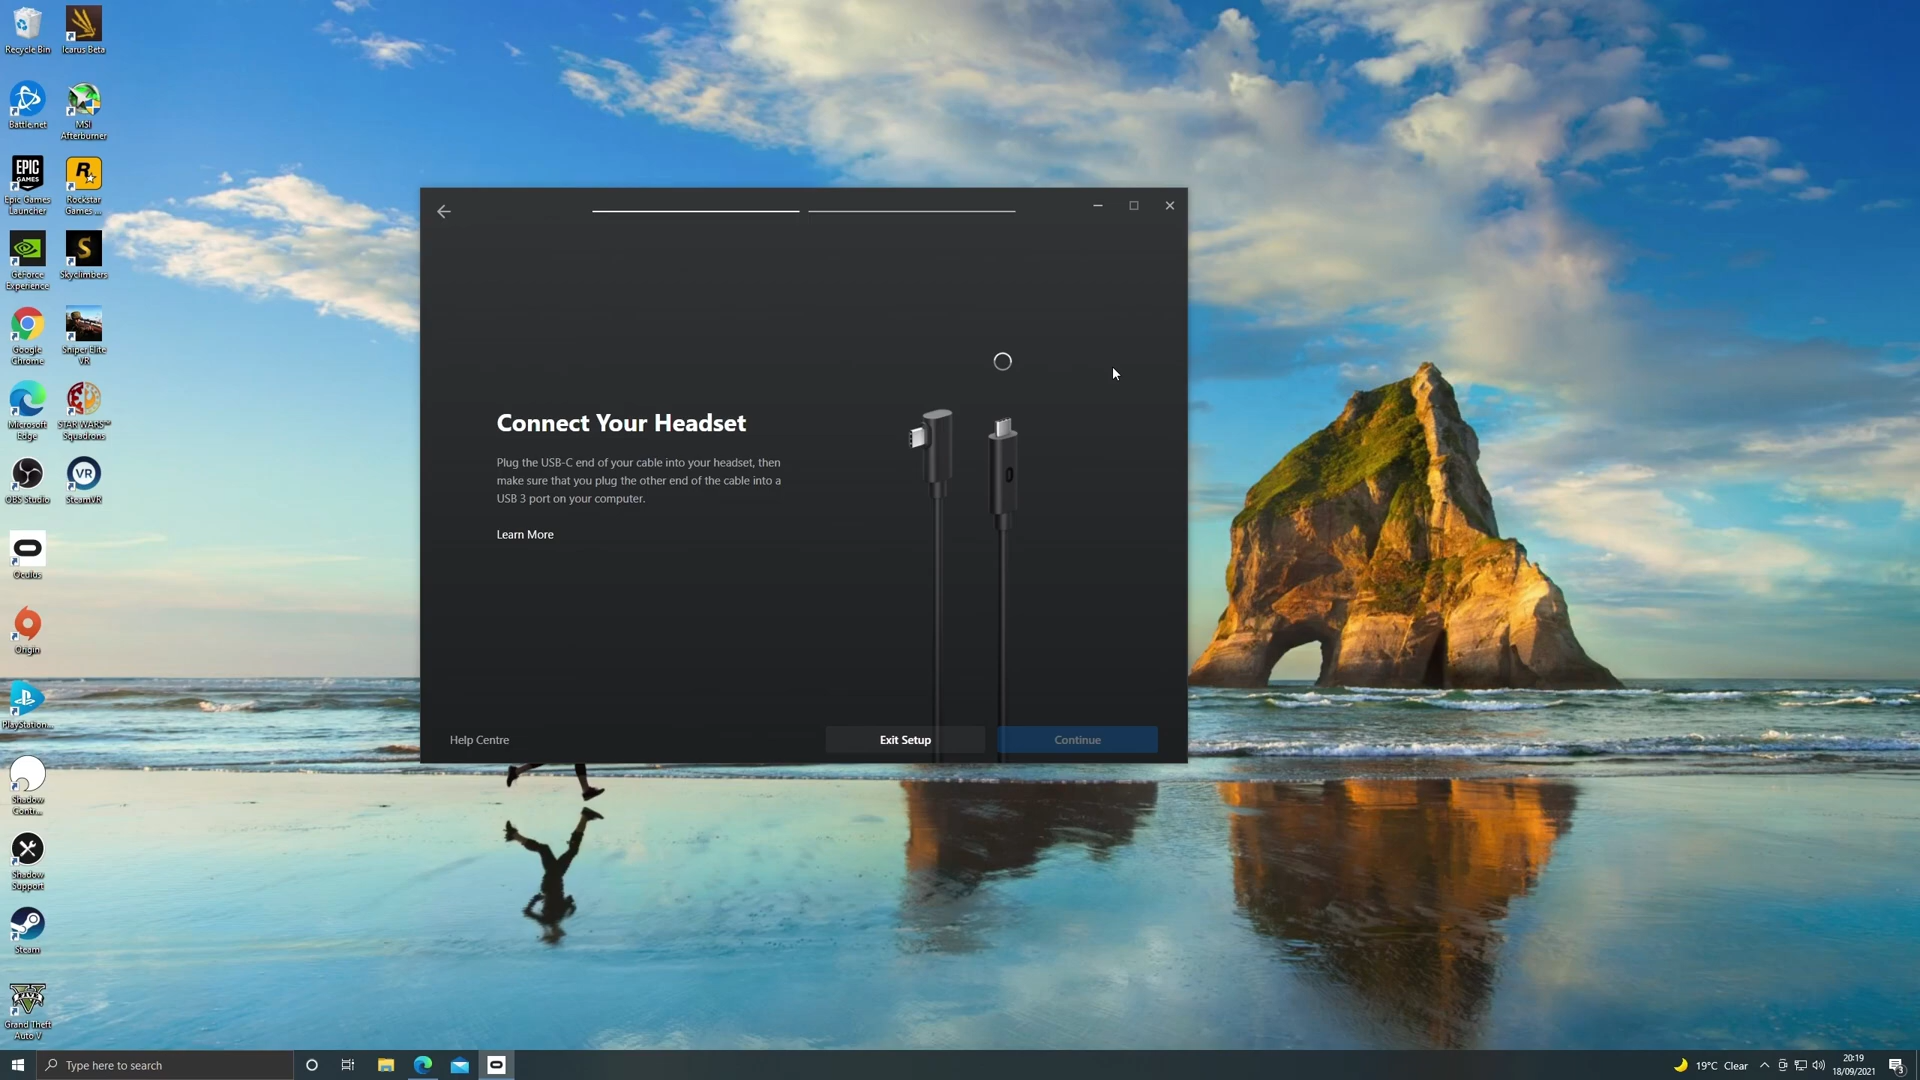 Recycle Bin
Icarus Beta
Battle.net
MSI
Afterburner
EPIC
GAMES
Epic Games
Launcher
R
Rockstar
Games ...
GeForce
Experience
S
Skyclimbers
Google
Chrome
Sniper Elite
VR
Microsoft
Edge
STAR WARS™
Squadrons
OBS Studio
VR
SteamVR
Oculus
Origin
PlayStation...
Shadow
Contr...
Shadow
Support
Steam
V
Grand Theft
Auto V
Connect Your Headset
Plug the USB-C end of your cable into your headset, then
make sure that you plug the other end of the cable into a
USB 3 port on your computer.
Learn More
Help Centre
Exit Setup
Continue
Type here to search
19°C Clear
20:19
18/09/2021
3